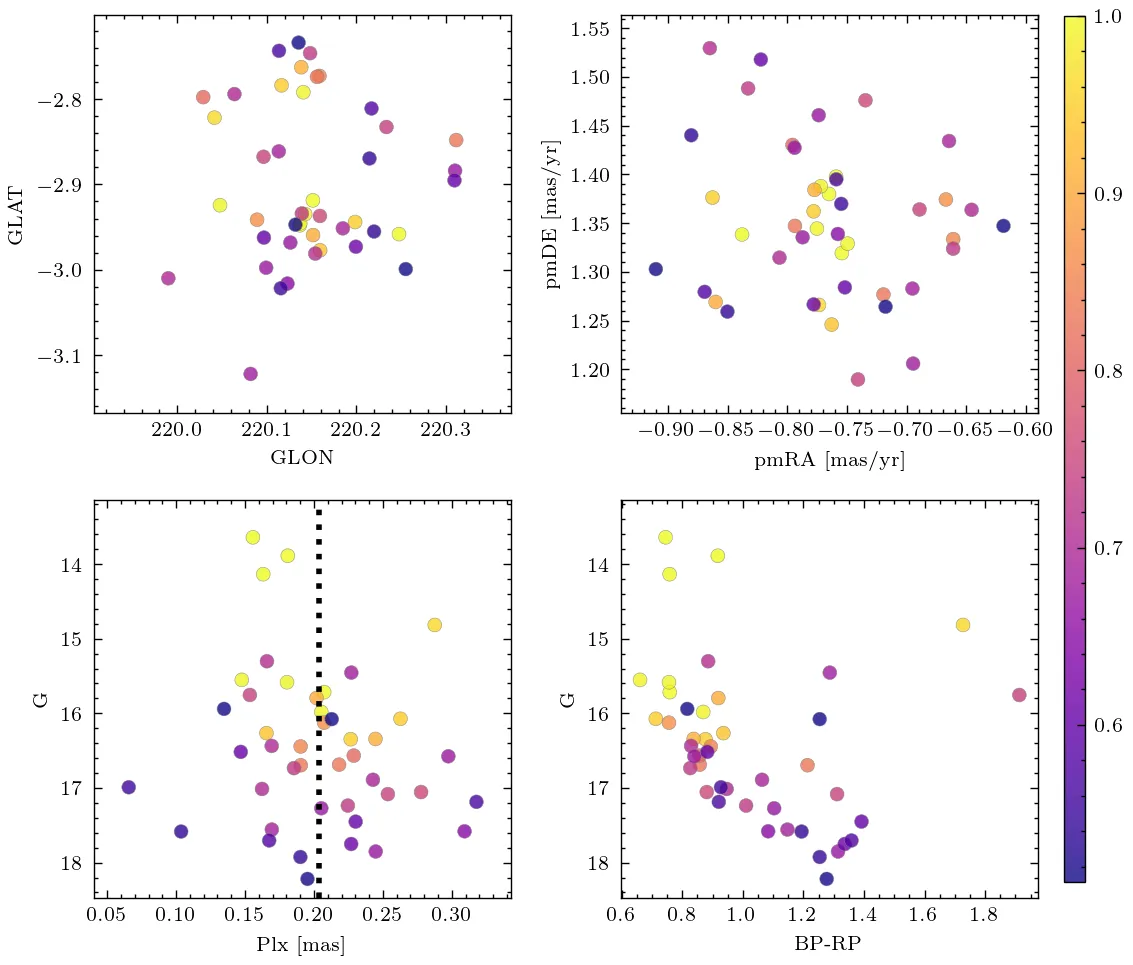 −2.8
−2.9
−3.0
−3.1
GLAT
220.0 220.1 220.2 220.3
GLON
1.55
1.50
1.45
1.40
1.35
1.30
1.25
1.20
pmDE [mas/yr]
−0.90 −0.85 −0.80 −0.75 −0.70 −0.65 −0.60
pmRA [mas/yr]
14
15
16
17
18
G
0.05 0.10 0.15 0.20 0.25 0.30
Plx [mas]
14
15
16
17
18
G
0.6 0.8 1.0 1.2 1.4 1.6 1.8
BP-RP
1.0
0.9
0.8
0.7
0.6